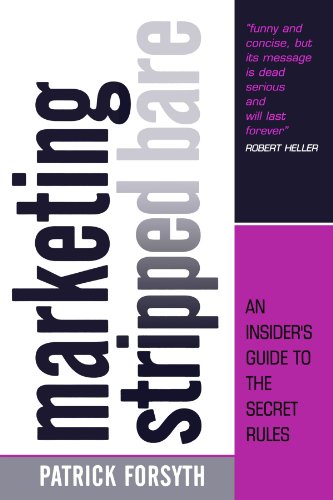 marketing
stripped bare
"funny and
concise, but
its message
is dead
serious
and
will last
forever"
ROBERT HELLER
AN
INSIDER'S
GUIDE TO
THE
SECRET
RULES
PATRICK FORSYTH